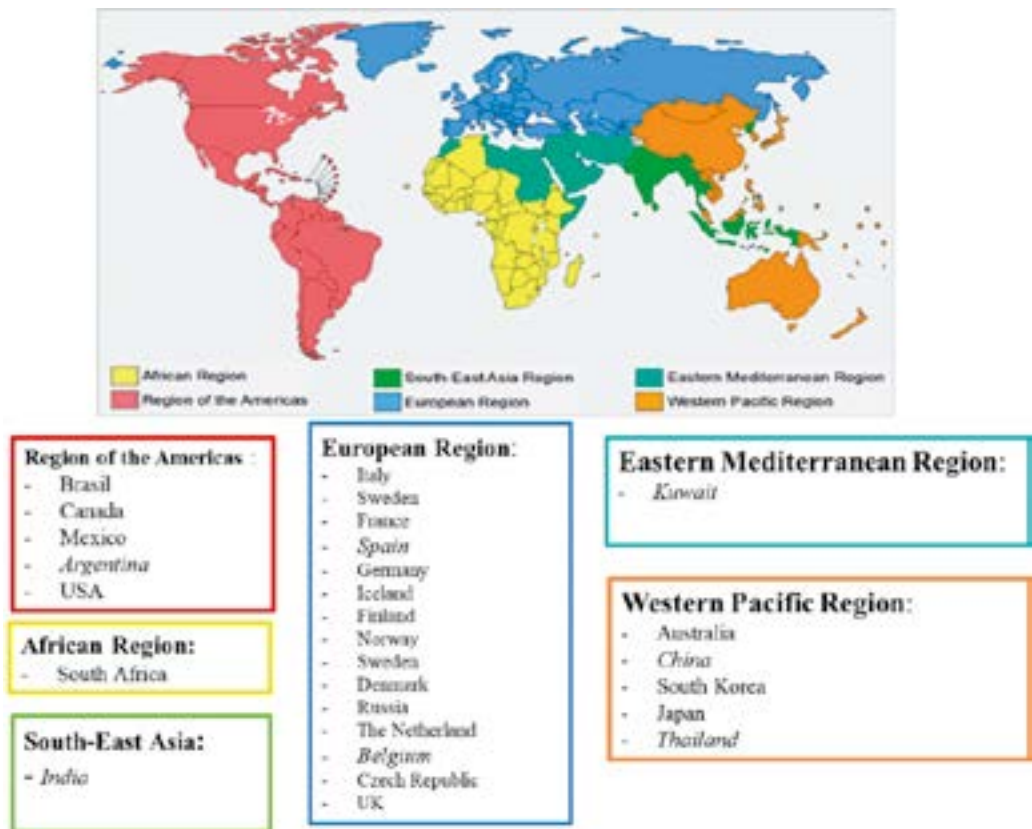 African Region
South-East Asia Region
Eastern Mediterranean Region
Region of the Americas
European Region
Western Pacific Region
Region of the Americas :
- Brasil
- Canada
- Mexico
- Argentina
- USA
African Region:
- South Africa
South-East Asia:
- India
European Region:
- Italy
- Sweden
- France
- Spain
- Germany
- Iceland
- Finland
- Norway
- Sweden
- Denmark
- Russia
- The Netherland
- Belgium
- Czech Republic
- UK
Eastern Mediterranean Region:
- Kuwait
Western Pacific Region:
- Australia
- China
- South Korea
- Japan
- Thailand